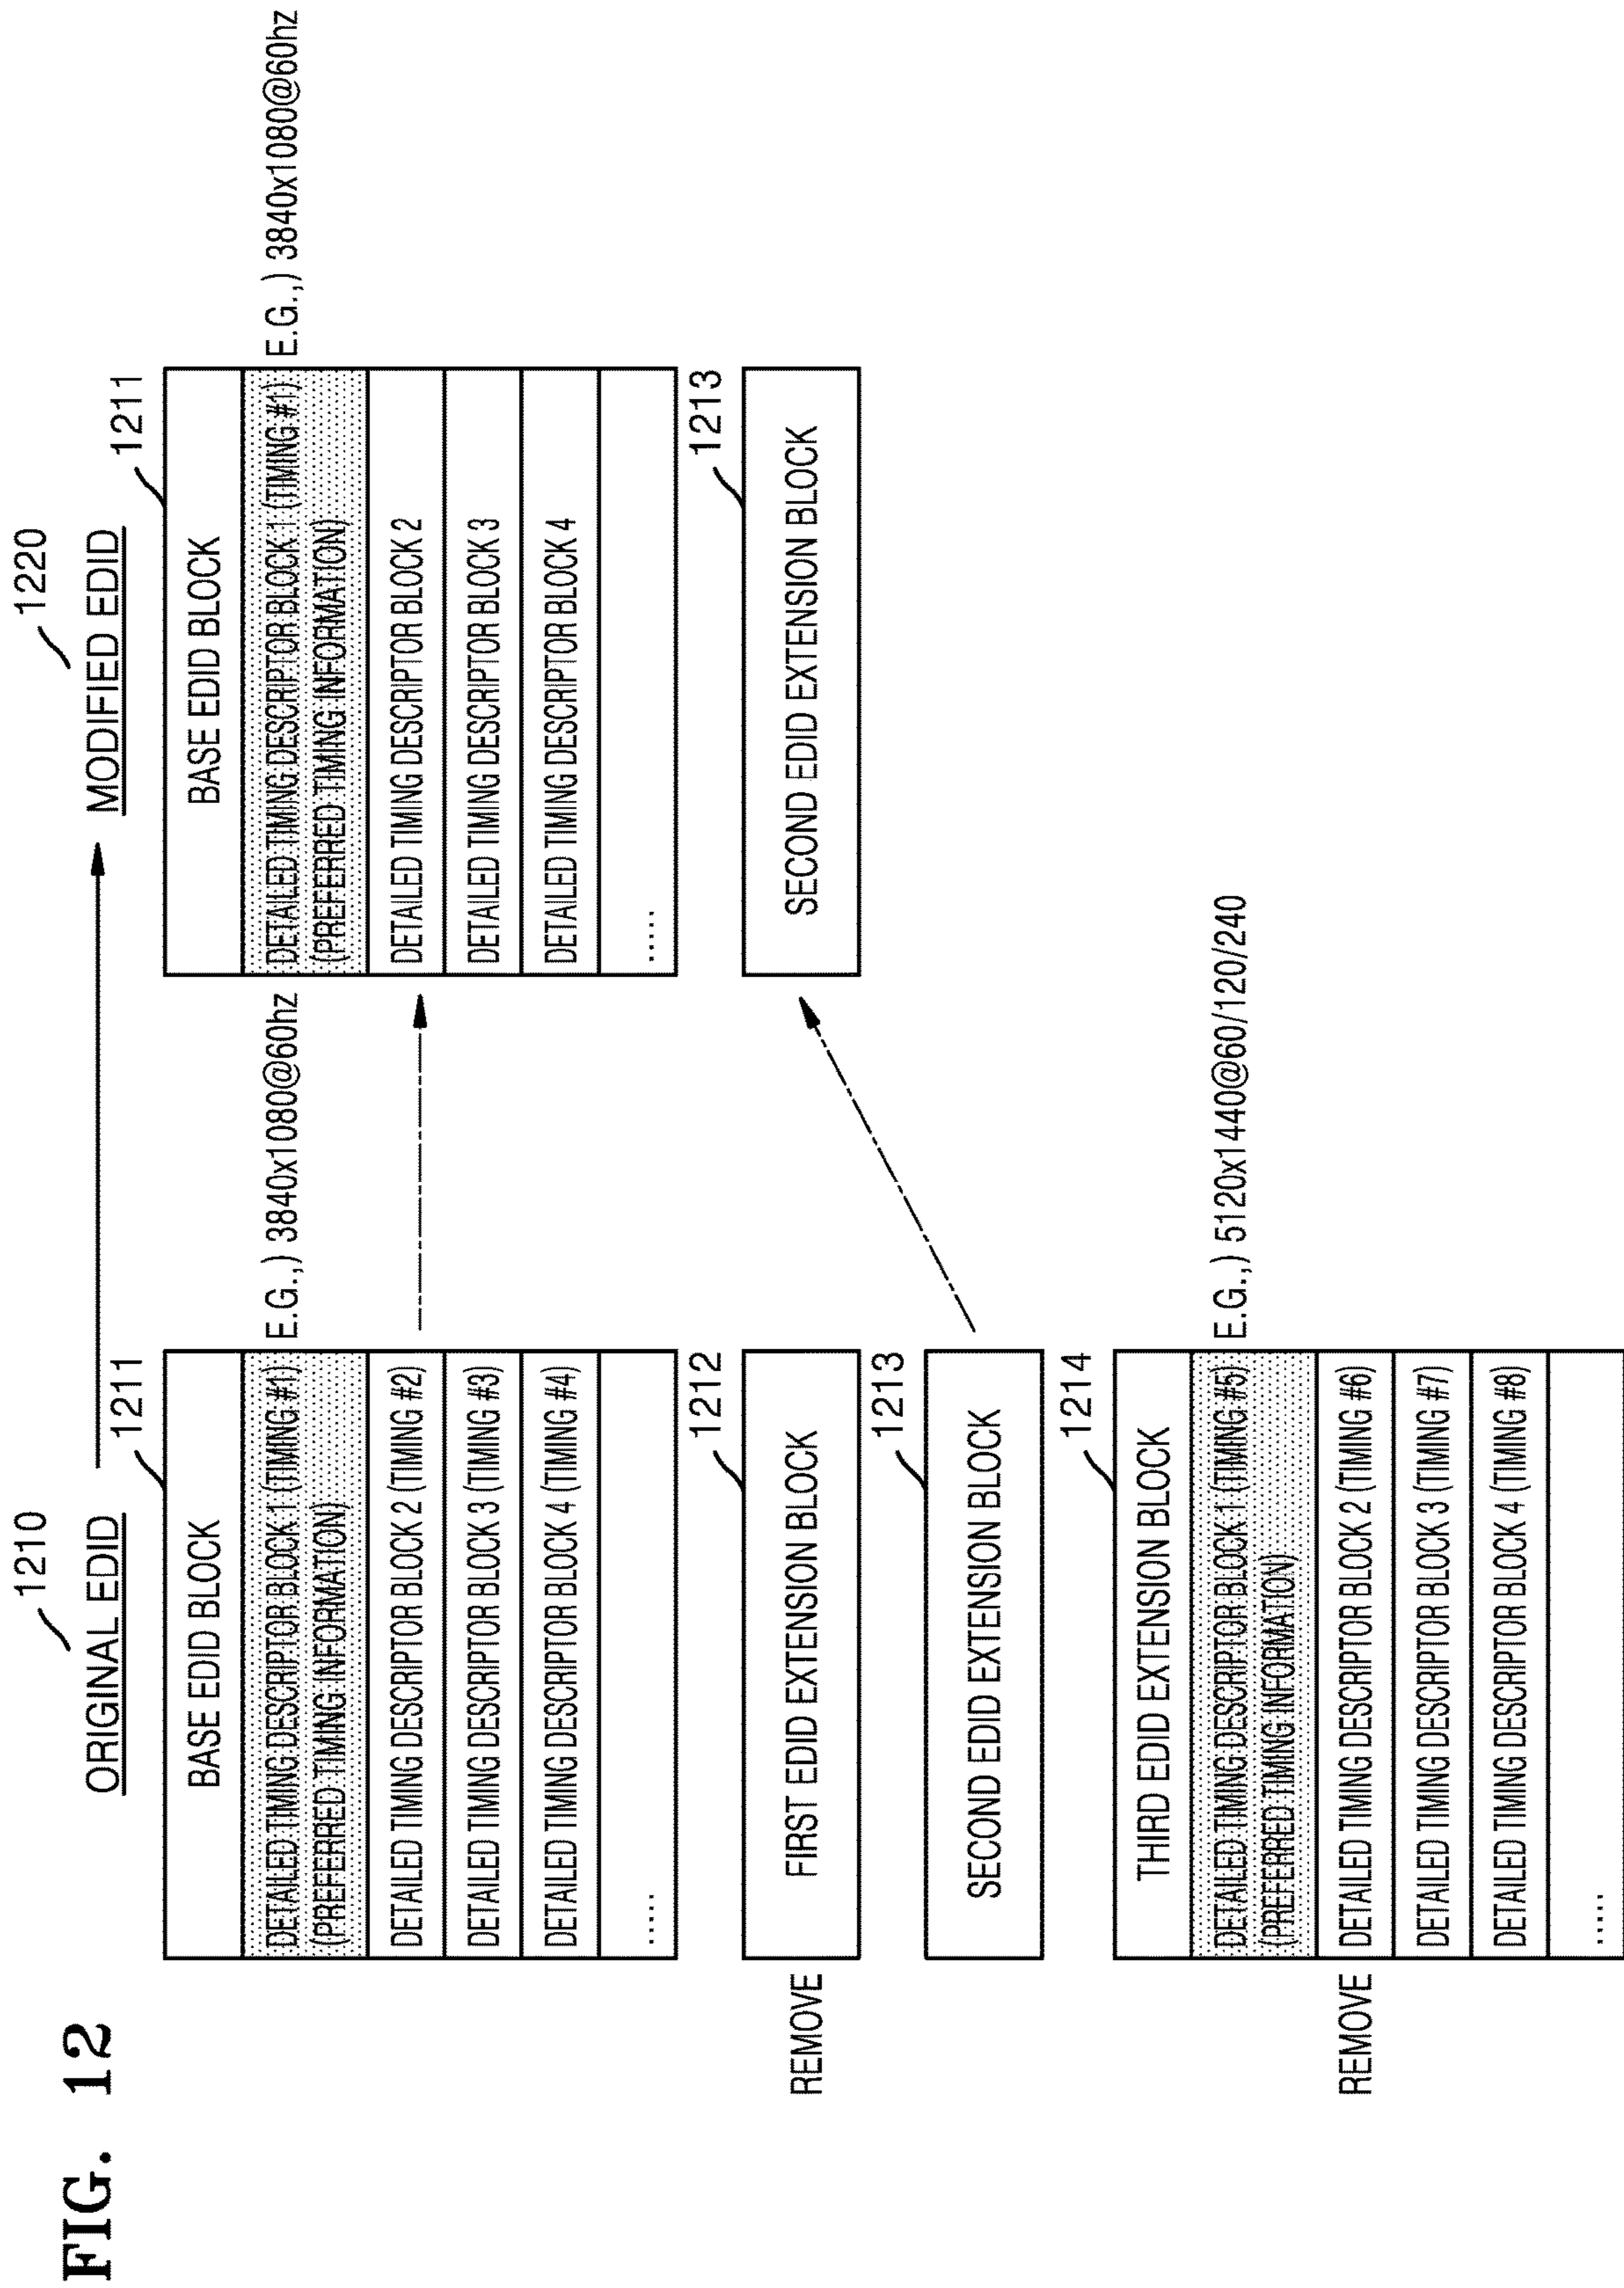 FIG. 12
1210
ORIGINAL EDID
1211
BASE EDID BLOCK
DETAILED TIMING DESCRIPTOR BLOCK 1 (TIMING #1)
(PREFERRED TIMING INFORMATION)
E.G.,) 3840x1080@60hz
DETAILED TIMING DESCRIPTOR BLOCK 2 (TIMING #2)
DETAILED TIMING DESCRIPTOR BLOCK 3 (TIMING #3)
DETAILED TIMING DESCRIPTOR BLOCK 4 (TIMING #4)
.....
1212
REMOVE
FIRST EDID EXTENSION BLOCK
1213
SECOND EDID EXTENSION BLOCK
1214
THIRD EDID EXTENSION BLOCK
DETAILED TIMING DESCRIPTOR BLOCK 1 (TIMING #5)
(PREFERRED TIMING INFORMATION)
E.G.,) 5120x1440@60/120/240
REMOVE
DETAILED TIMING DESCRIPTOR BLOCK 2 (TIMING #6)
DETAILED TIMING DESCRIPTOR BLOCK 3 (TIMING #7)
DETAILED TIMING DESCRIPTOR BLOCK 4 (TIMING #8)
.....
1220
MODIFIED EDID
1211
BASE EDID BLOCK
DETAILED TIMING DESCRIPTOR BLOCK 1 (TIMING #1)
(PREFERRED TIMING INFORMATION)
E.G.,) 3840x1080@60hz
DETAILED TIMING DESCRIPTOR BLOCK 2
DETAILED TIMING DESCRIPTOR BLOCK 3
DETAILED TIMING DESCRIPTOR BLOCK 4
.....
1213
SECOND EDID EXTENSION BLOCK